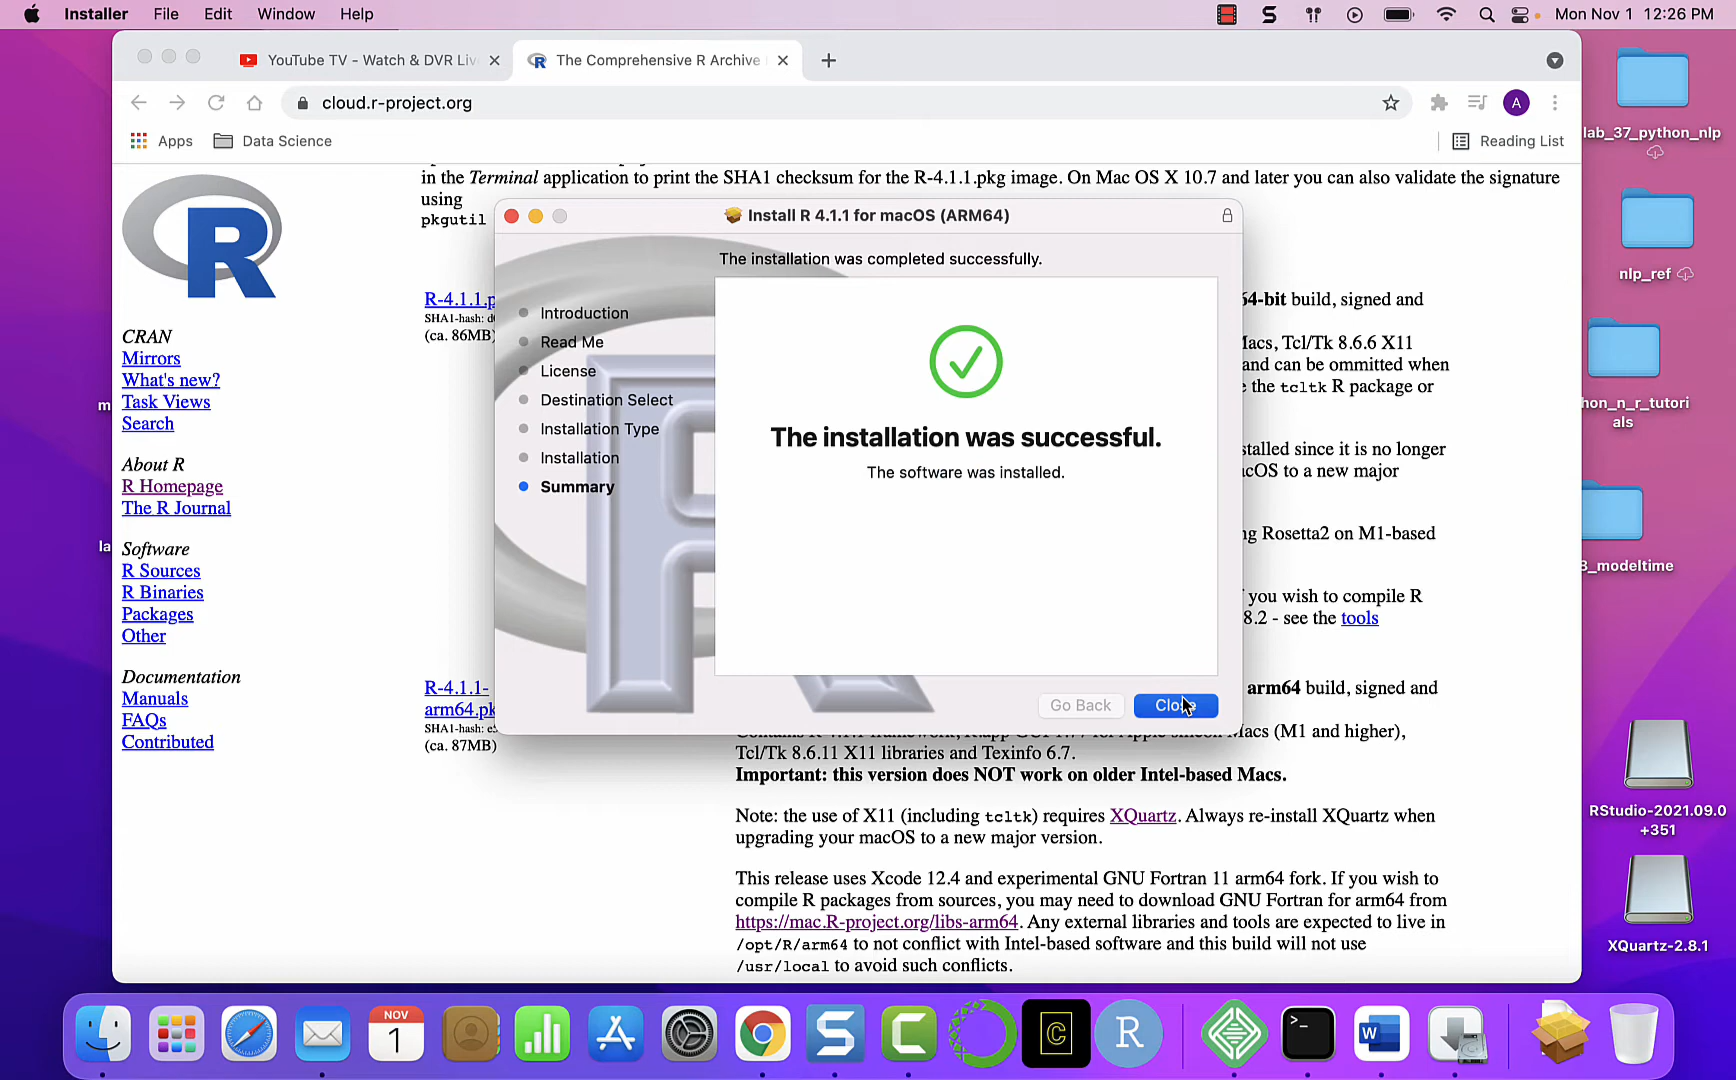 Installer File Edit Window Help
Mon Nov 1 12:26 PM
YouTube TV - Watch & DVR Liv
The Comprehensive R Archive
cloud.r-project.org
A
Apps
Data Science
Reading List
in the Terminal application to print the SHA1 checksum for the R-4.1.1.pkg image. On Mac OS X 10.7 and later you can also validate the signature
using
pkgutil
R
CRAN
Mirrors
What's new?
Task Views
Search
About R
R Homepage
The R Journal
Software
R Sources
R Binaries
Packages
Other
Documentation
Manuals
FAQs
Contributed
R-4.1.1.p
SHA1-hash:
(ca. 86MB)
Install R 4.1.1 for macOS (ARM64)
The installation was completed successfully.
Introduction
Read Me
License
Destination Select
Installation Type
Installation
Summary
The installation was successful.
The software was installed.
Go Back
Close
64-bit build, signed and
Macs, Tcl/Tk 8.6.6 X11
and can be ommitted when
the tcltk R package or
stalled since it is no longer
acOS to a new major
ng Rosetta2 on M1-based
you wish to compile R
8.2 - see the tools
R-4.1.1-
arm64.pk
SHA1-hash:
(ca. 87MB)
arm64 build, signed and
Macs (M1 and higher),
Tcl/Tk 8.6.11 X11 libraries and Texinfo 6.7.
Important: this version does NOT work on older Intel-based Macs.
Note: the use of X11 (including tcltk) requires XQuartz. Always re-install XQuartz when
upgrading your macOS to a new major version.
This release uses Xcode 12.4 and experimental GNU Fortran 11 arm64 fork. If you wish to
compile R packages from sources, you may need to download GNU Fortran for arm64 from
https://mac.R-project.org/libs-arm64. Any external libraries and tools are expected to live in
/opt/R/arm64 to not conflict with Intel-based software and this build will not use
/usr/local to avoid such conflicts.
lab_37_python_nlp
nlp_ref
hon_n_r_tutori
als
_modeltime
RStudio-2021.09.0
+351
XQuartz-2.8.1
m
la
NOV
1
S
C
C
R
>_
W